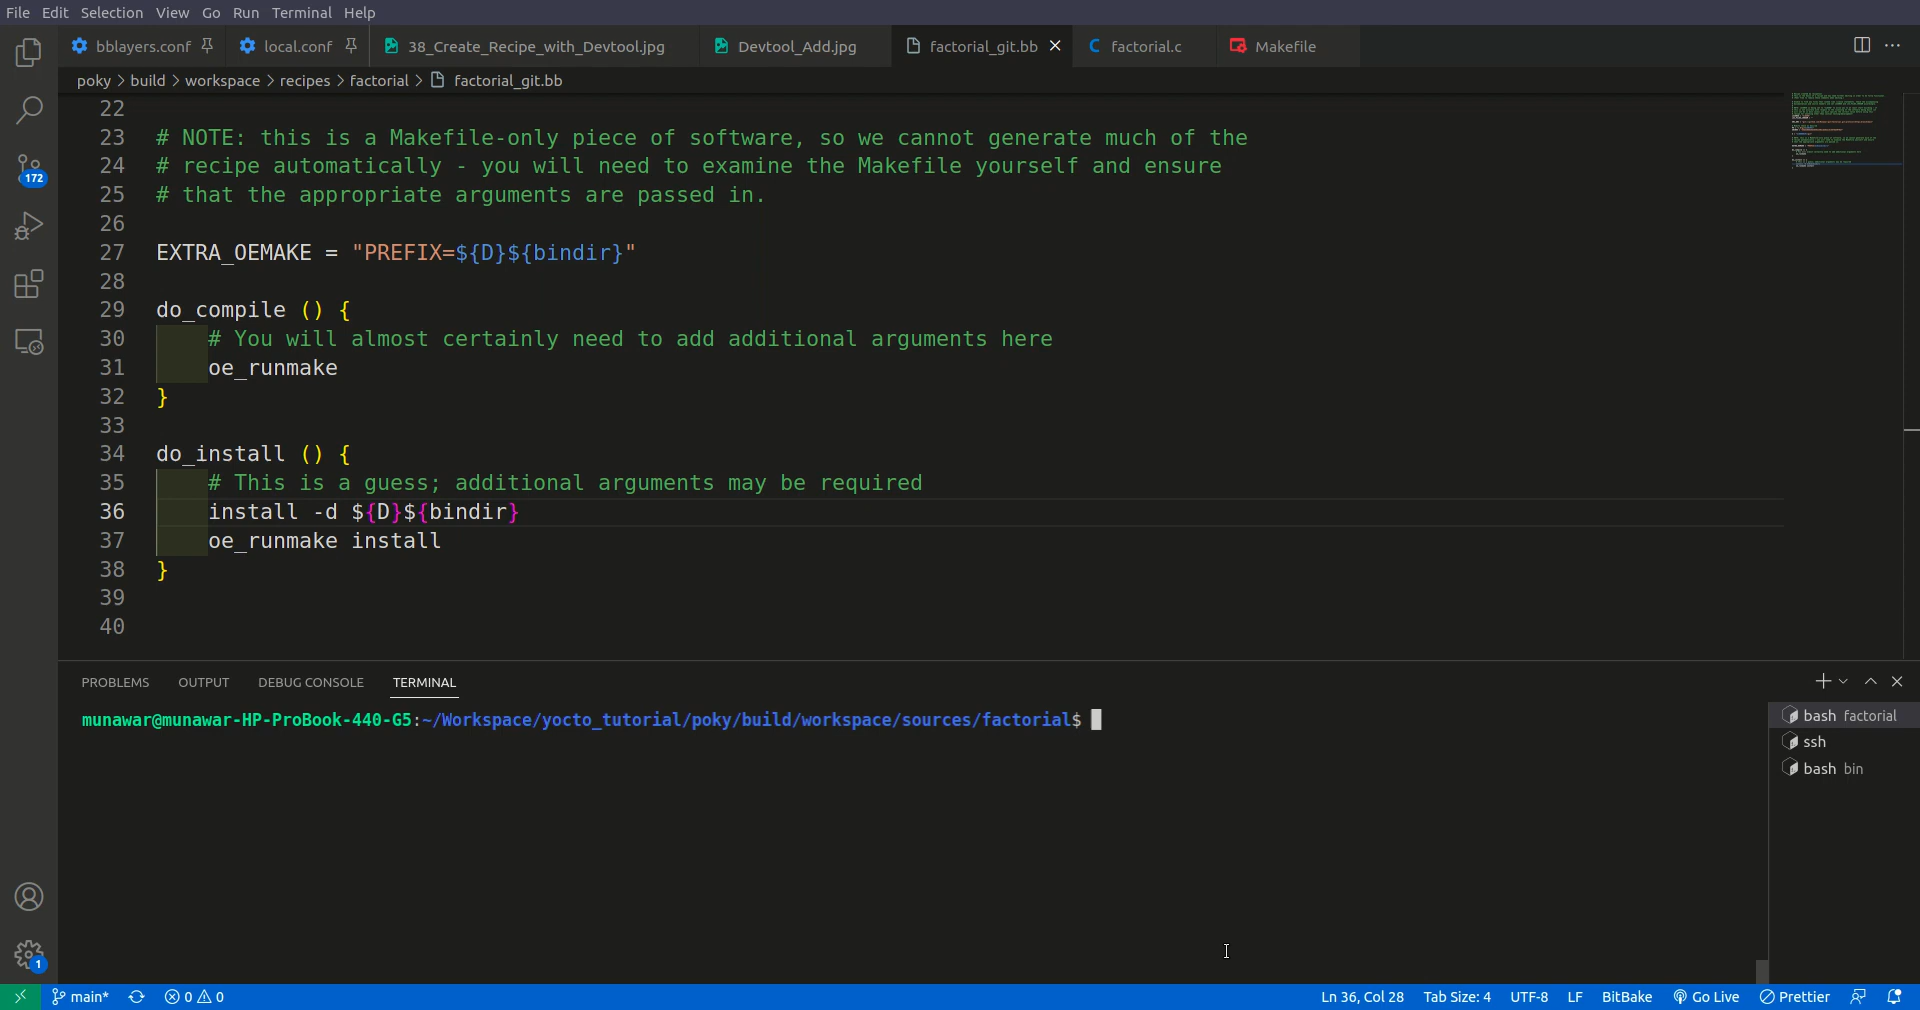 File Edit Selection View Go Run Terminal Help
bblayers.conf local.conf 38_Create_Recipe_with_Devtool.jpg Devtool_Add.jpg factorial_git.bb C factorial.c Makefile
poky > build > workspace > recipes > factorial > factorial_git.bb
22
23 # NOTE: this is a Makefile-only piece of software, so we cannot generate much of the
24 # recipe automatically - you will need to examine the Makefile yourself and ensure
25 # that the appropriate arguments are passed in.
26
27 EXTRA_OEMAKE = "PREFIX=${D}${bindir}"
28
29 do_compile () {
30 # You will almost certainly need to add additional arguments here
31 oe_runmake
32 }
33
34 do_install () {
35 # This is a guess; additional arguments may be required
36 install -d ${D}${bindir}
37 oe_runmake install
38 }
39
40
172
PROBLEMS OUTPUT DEBUG CONSOLE TERMINAL
munawar@munawar-HP-ProBook-440-G5:~/Workspace/yocto_tutorial/poky/build/workspace/sources/factorial$
bash factorial
ssh
bash bin
1
main* 0 0 Ln 36, Col 28 Tab Size: 4 UTF-8 LF BitBake Go Live Prettier